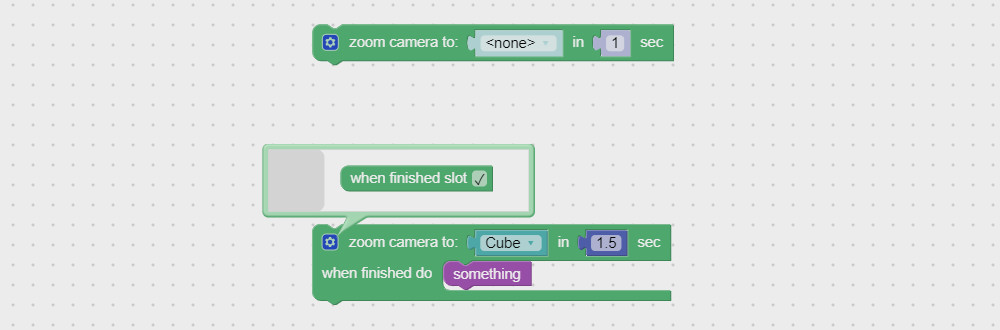 zoom camera to: <none> in 1 sec
when finished slot ✓
zoom camera to: Cube in 1.5 sec
when finished do something